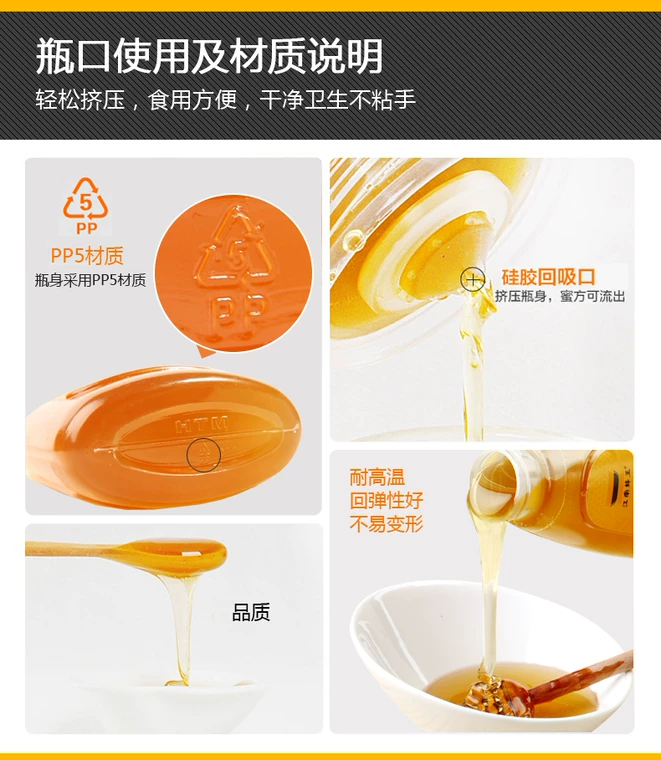 瓶口使用及材质说明
轻松挤压，食用方便，干净卫生不粘手
5
PP
PP5材质
瓶身采用PP5材质
5
PP
HTM
硅胶回吸口
挤压瓶身，蜜方可流出
耐高温
回弹性好
不易变形
品质